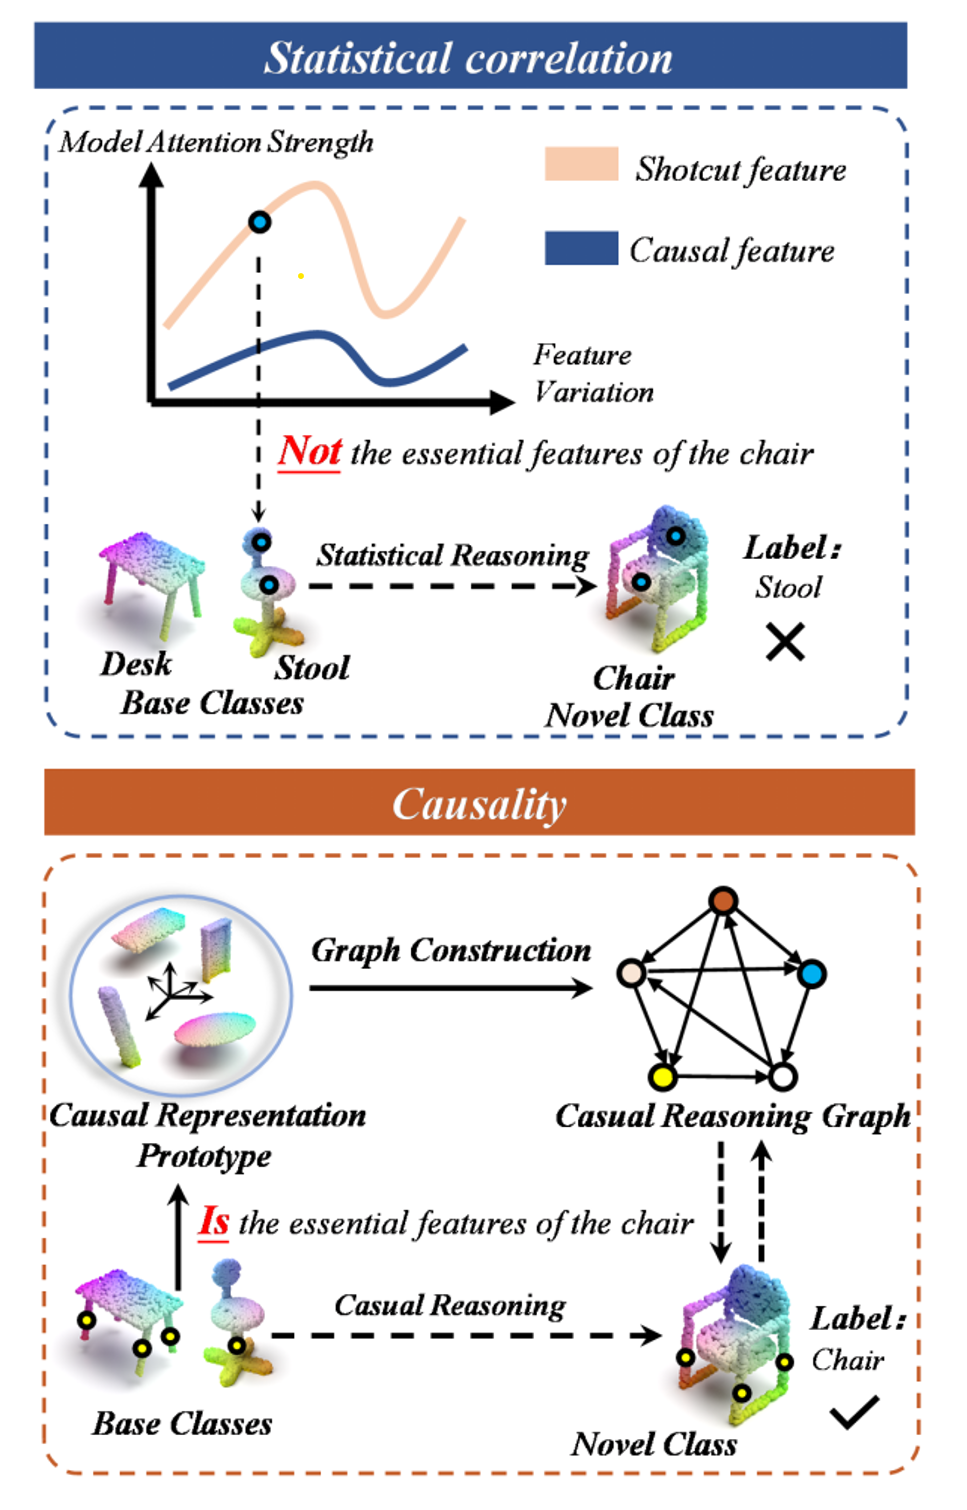 Statistical correlation
Model Attention Strength
Shotcut feature
Causal feature
Feature
Variation
Not the essential features of the chair
Statistical Reasoning
Label:
Stool
Desk
Stool
Base Classes
Chair
Novel Class
Causality
Graph Construction
Causal Representation
Prototype
Casual Reasoning Graph
Is the essential features of the chair
Casual Reasoning
Label:
Chair
Base Classes
Novel Class